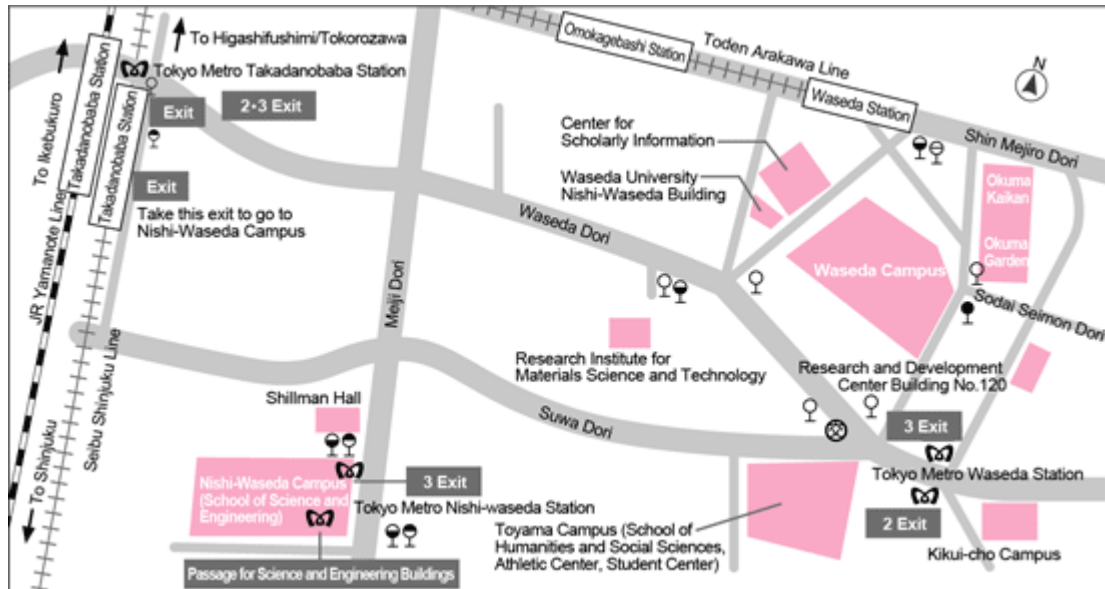 To Higashifushimi/Tokorozawa
Tokyo Metro Takadanobaba Station
Takadanobaba Station
Takadanobaba Station
To Ikebukuro
Exit
2・3 Exit
Exit
Take this exit to go to
Nishi-Waseda Campus
JR Yamanote Line
Seibu Shinjuku Line
To Shinjuku
Meiji Dori
Omokagebashi Station
Toden Arakawa Line
Waseda Station
N
Shin Mejiro Dori
Center for
Scholarly Information
Waseda University
Nishi-Waseda Building
Okuma
Kaikan
Okuma
Garden
Waseda Dori
Waseda Campus
Sodai Seimon Dori
Research Institute for
Materials Science and Technology
Research and Development
Center Building No.120
Shillman Hall
Suwa Dori
3 Exit
Tokyo Metro Waseda Station
2 Exit
Nishi-Waseda Campus
(School of Science and
Engineering)
3 Exit
Tokyo Metro Nishi-waseda Station
Toyama Campus (School of
Humanities and Social Sciences,
Athletic Center, Student Center)
Kikui-cho Campus
Passage for Science and Engineering Buildings